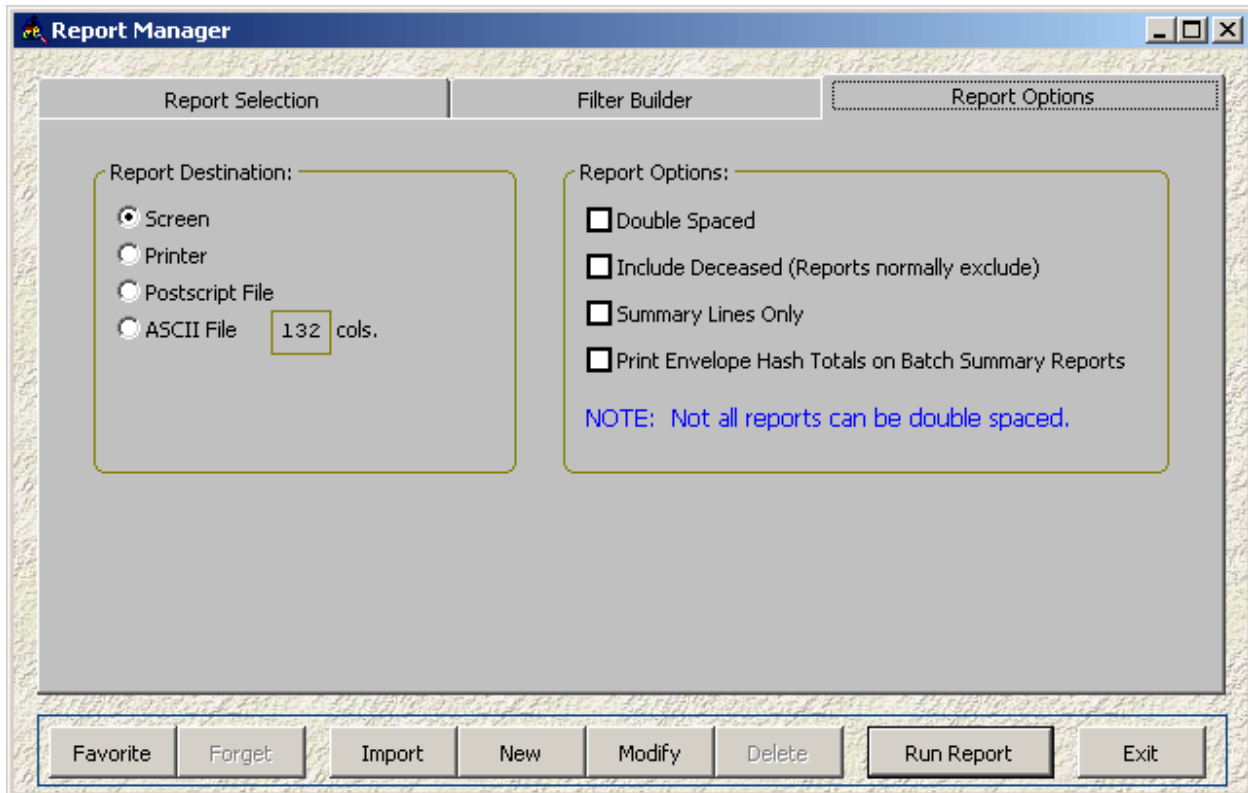 Report Manager
Report Selection
Filter Builder
Report Options
Report Destination:
Screen
Printer
Postscript File
ASCII File 132 cols.
Report Options:
Double Spaced
Include Deceased (Reports normally exclude)
Summary Lines Only
Print Envelope Hash Totals on Batch Summary Reports
NOTE: Not all reports can be double spaced.
Favorite
Forget
Import
New
Modify
Delete
Run Report
Exit